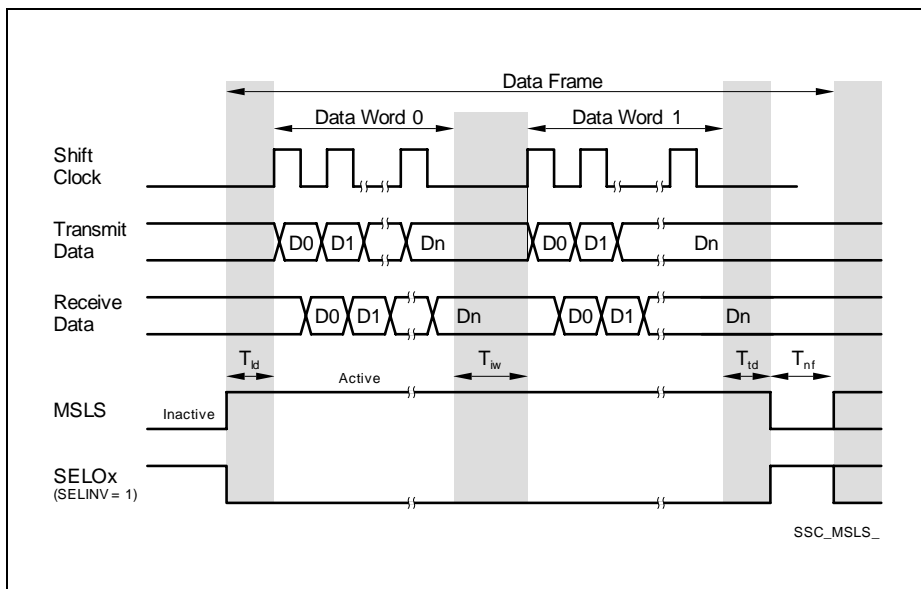 Data Frame
Data Word 0
Data Word 1
Shift
Clock
Transmit
Data
D0 D1 Dn D0 D1 Dn
Receive
Data
D0 D1 Dn D0 D1 Dn
Tld Tiw Ttd Tnf
Active
MSLS
Inactive
SELOx
(SELINV = 1)
SSC_MSLS_